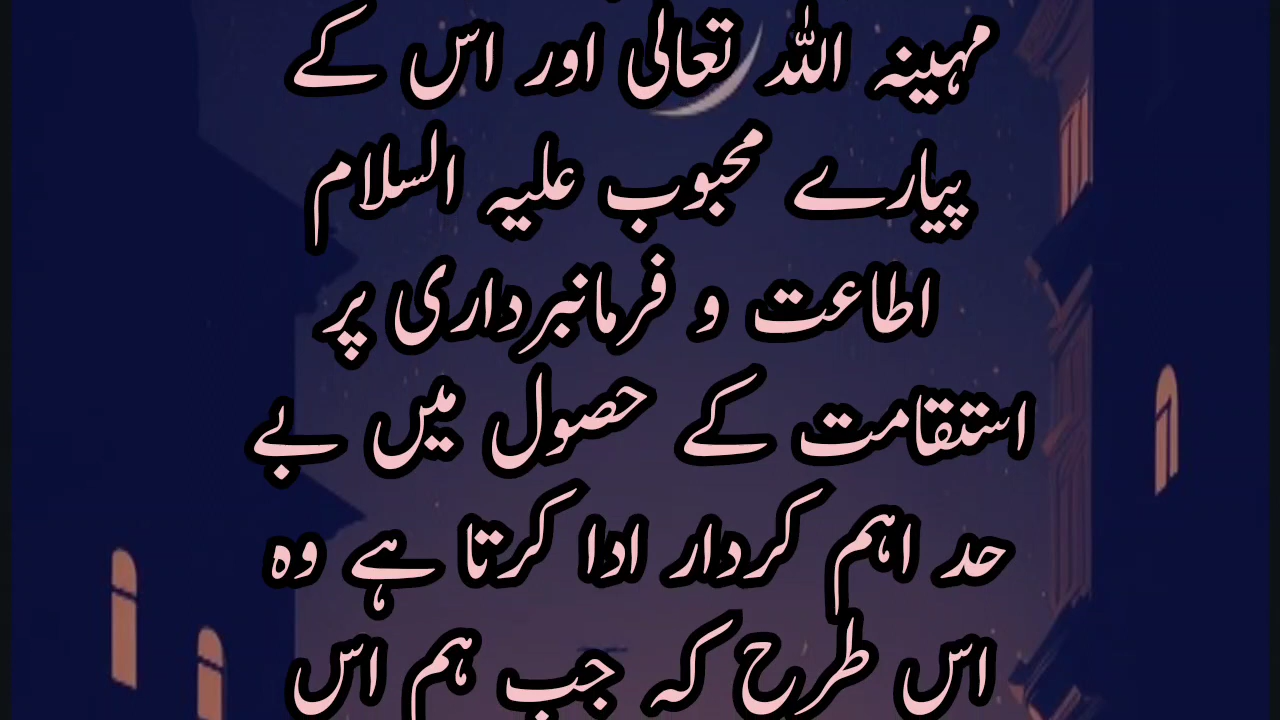 مہینہ اللہ تعالی اور اس کے
پیارے محبوب علیہ السلام
اطاعت و فرمانبرداری پر
استقامت کے حصول میں بے
حد اہم کردار ادا کرتا ہے وہ
اس طرح کہ جب ہم اس